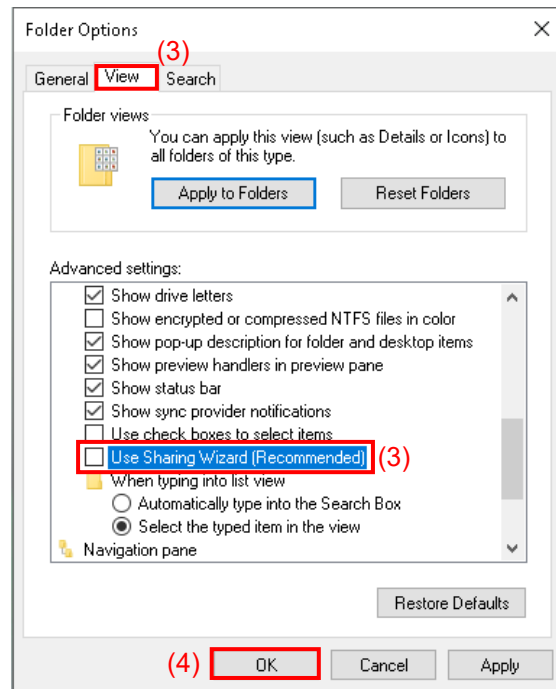 Folder Options
(3)
General View Search
Folder views
You can apply this view (such as Details or Icons) to
all folders of this type.
Apply to Folders Reset Folders
Advanced settings:
Show drive letters
Show encrypted or compressed NTFS files in color
Show pop-up description for folder and desktop items
Show preview handlers in preview pane
Show status bar
Show sync provider notifications
Use check boxes to select items
Use Sharing Wizard (Recommended) (3)
When typing into list view
Automatically type into the Search Box
Select the typed item in the view
Navigation pane
Restore Defaults
(4) OK Cancel Apply